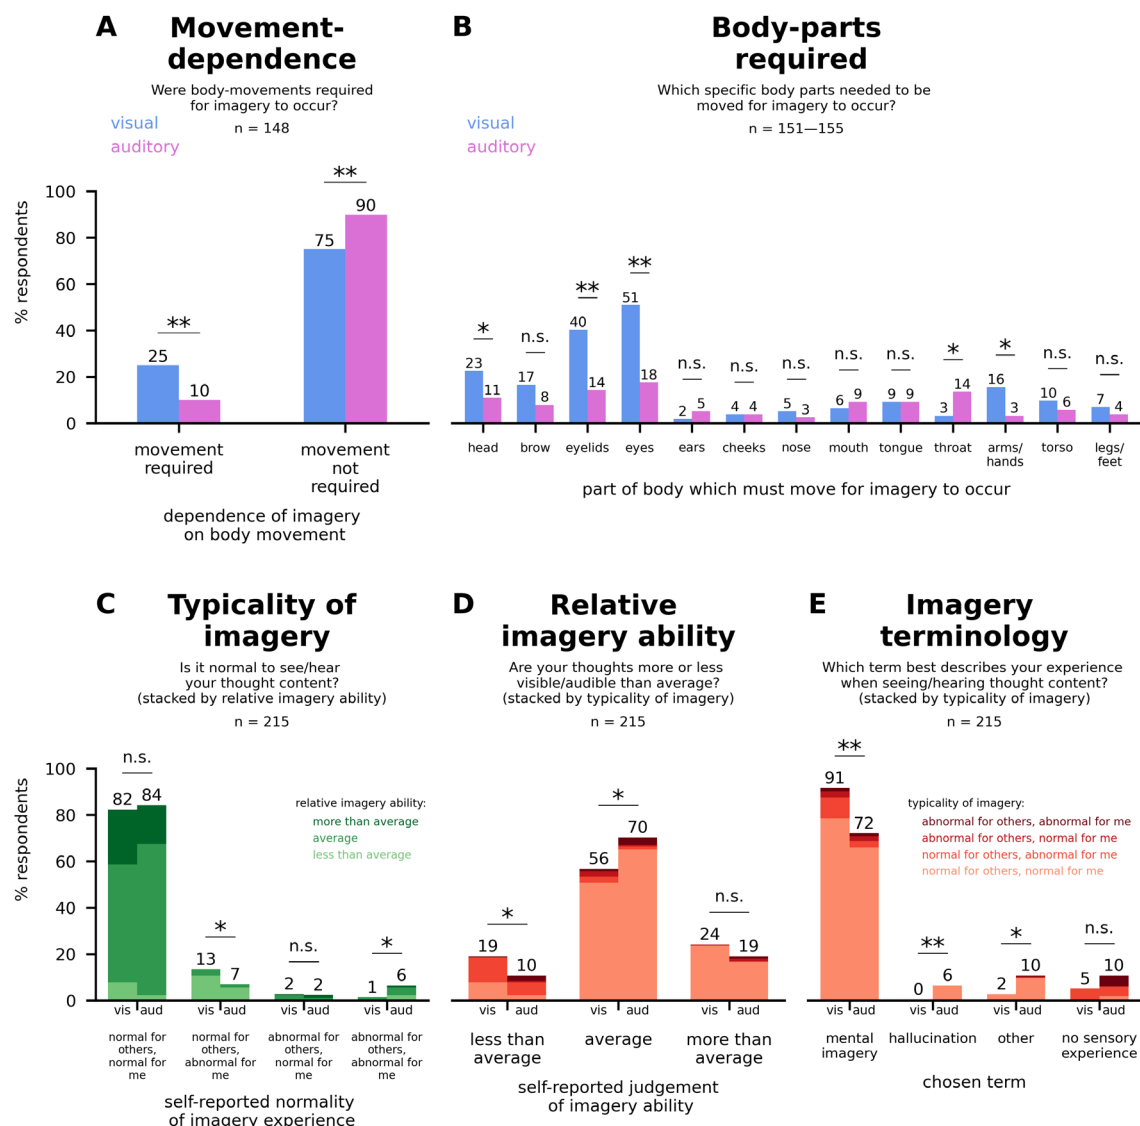 A
Movement-
dependence
Were body-movements required
for imagery to occur?
n = 148
visual
auditory
% respondents
100
80
60
40
20
0
**
25
10
**
75
90
movement
required
movement
not
required
dependence of imagery
on body movement
B
Body-parts
required
Which specific body parts needed to be
moved for imagery to occur?
n = 151—155
visual
auditory
*
23
11
n.s.
17
8
**
40
14
**
51
18
n.s.
2
5
n.s.
4
4
n.s.
5
3
n.s.
6
9
n.s.
9
9
*
3
14
*
16
3
n.s.
10
6
n.s.
7
4
head
brow
eyelids
eyes
ears
cheeks
nose
mouth
tongue
throat
arms/
hands
torso
legs/
feet
part of body which must move for imagery to occur
C
Typicality of
imagery
Is it normal to see/hear
your thought content?
(stacked by relative imagery ability)
n = 215
% respondents
100
80
60
40
20
0
relative imagery ability:
more than average
average
less than average
n.s.
82
84
*
13
7
n.s.
2
2
*
1
6
vis aud
vis aud
vis aud
vis aud
normal for
others,
normal for
me
normal for
others,
abnormal for
me
abnormal for
others,
normal for
me
abnormal for
others,
abnormal for
me
self-reported normality
of imagery experience
D
Relative
imagery ability
Are your thoughts more or less
visible/audible than average?
(stacked by typicality of imagery)
n = 215
*
19
10
*
56
70
n.s.
24
19
vis aud
vis aud
vis aud
less than
average
average
more than
average
self-reported judgement
of imagery ability
E
Imagery
terminology
Which term best describes your experience
when seeing/hearing thought content?
(stacked by typicality of imagery)
n = 215
typicality of imagery:
abnormal for others, abnormal for me
abnormal for others, normal for me
normal for others, abnormal for me
normal for others, normal for me
**
91
72
**
0
6
*
2
10
n.s.
5
10
vis aud
vis aud
vis aud
vis aud
mental
imagery
hallucination
other
no sensory
experience
chosen term